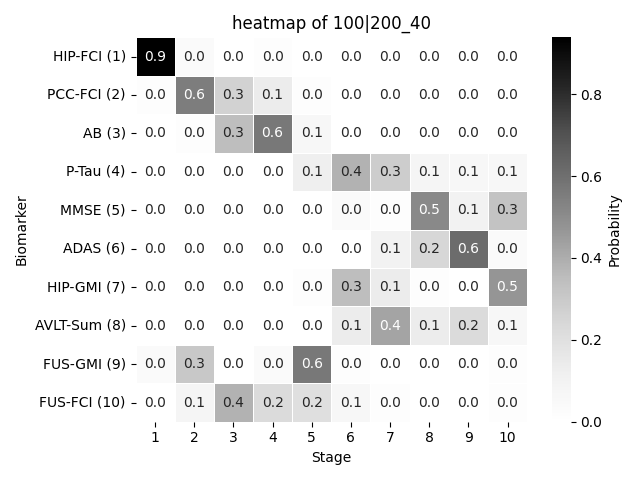 heatmap of 100|200_40
HIP-FCI (1) 0.9 0.0 0.0 0.0 0.0 0.0 0.0 0.0 0.0 0.0
PCC-FCI (2) 0.0 0.6 0.3 0.1 0.0 0.0 0.0 0.0 0.0 0.0
AB (3) 0.0 0.0 0.3 0.6 0.1 0.0 0.0 0.0 0.0 0.0
P-Tau (4) 0.0 0.0 0.0 0.0 0.1 0.4 0.3 0.1 0.1 0.1
MMSE (5) 0.0 0.0 0.0 0.0 0.0 0.0 0.0 0.5 0.1 0.3
ADAS (6) 0.0 0.0 0.0 0.0 0.0 0.0 0.1 0.2 0.6 0.0
HIP-GMI (7) 0.0 0.0 0.0 0.0 0.0 0.3 0.1 0.0 0.0 0.5
AVLT-Sum (8) 0.0 0.0 0.0 0.0 0.0 0.1 0.4 0.1 0.2 0.1
FUS-GMI (9) 0.0 0.3 0.0 0.0 0.6 0.0 0.0 0.0 0.0 0.0
FUS-FCI (10) 0.0 0.1 0.4 0.2 0.2 0.1 0.0 0.0 0.0 0.0
1 2 3 4 5 6 7 8 9 10
Stage
Biomarker
0.8
0.6
0.4
0.2
0.0
Probability